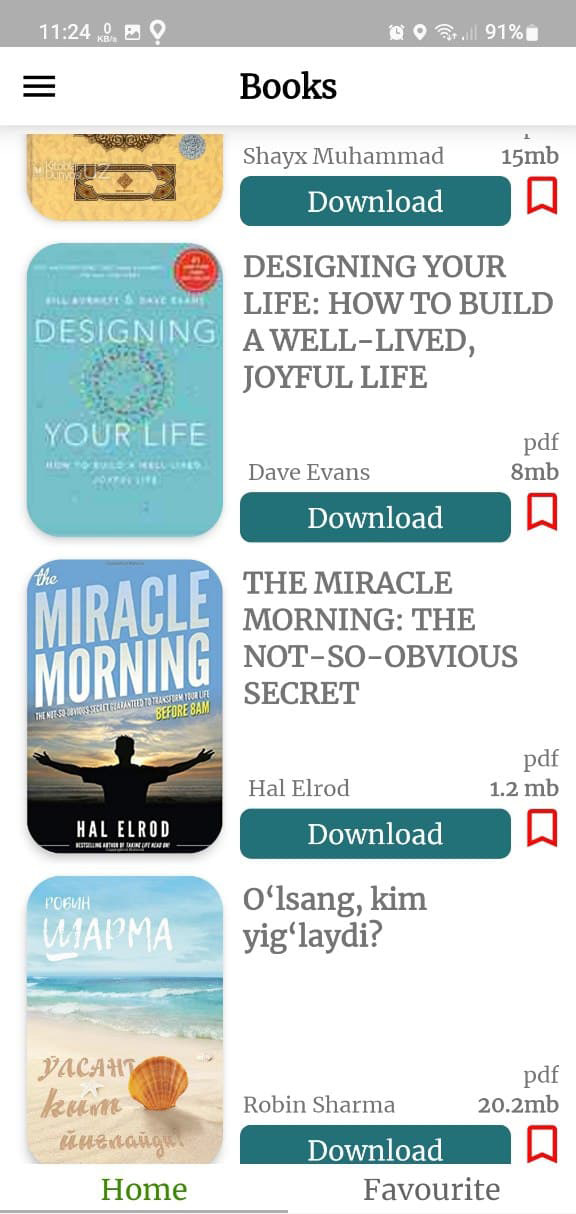 11:24 0 KB/s 91%
Books
Kitoblar Dunyosi.UZ
Shayx Muhammad 15mb
Download
#1
BILL BURNETT & DAVE EVANS
DESIGNING
YOUR LIFE
HOW TO BUILD A WELL-LIVED,
JOYFUL LIFE
DESIGNING YOUR
LIFE: HOW TO BUILD
A WELL-LIVED,
JOYFUL LIFE
pdf
Dave Evans 8mb
Download
the
MIRACLE
MORNING
THE NOT-SO-OBVIOUS SECRET GUARANTEED TO TRANSFORM YOUR LIFE
BEFORE 8AM
HAL ELROD
BESTSELLING AUTHOR OF TAKING LIFE HEAD ON!
THE MIRACLE
MORNING: THE
NOT-SO-OBVIOUS
SECRET
pdf
Hal Elrod 1.2 mb
Download
РОБИН
ШАРМА
ЎЛСАНГ
КИМ
ЙИҒЛАЙДИ?
O‘lsang, kim
yig‘laydi?
pdf
Robin Sharma 20.2mb
Download
Home Favourite